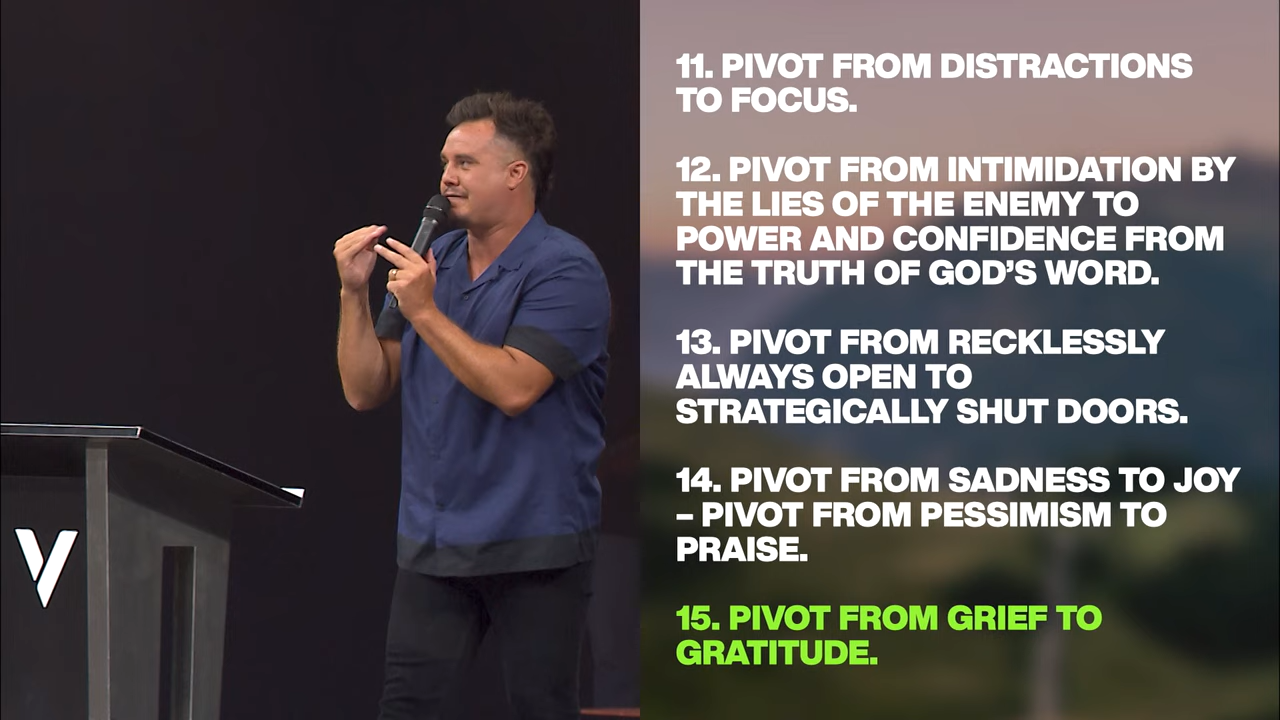 11. PIVOT FROM DISTRACTIONS
TO FOCUS.
12. PIVOT FROM INTIMIDATION BY
THE LIES OF THE ENEMY TO
POWER AND CONFIDENCE FROM
THE TRUTH OF GOD’S WORD.
13. PIVOT FROM RECKLESSLY
ALWAYS OPEN TO
STRATEGICALLY SHUT DOORS.
14. PIVOT FROM SADNESS TO JOY
– PIVOT FROM PESSIMISM TO
PRAISE.
15. PIVOT FROM GRIEF TO
GRATITUDE.